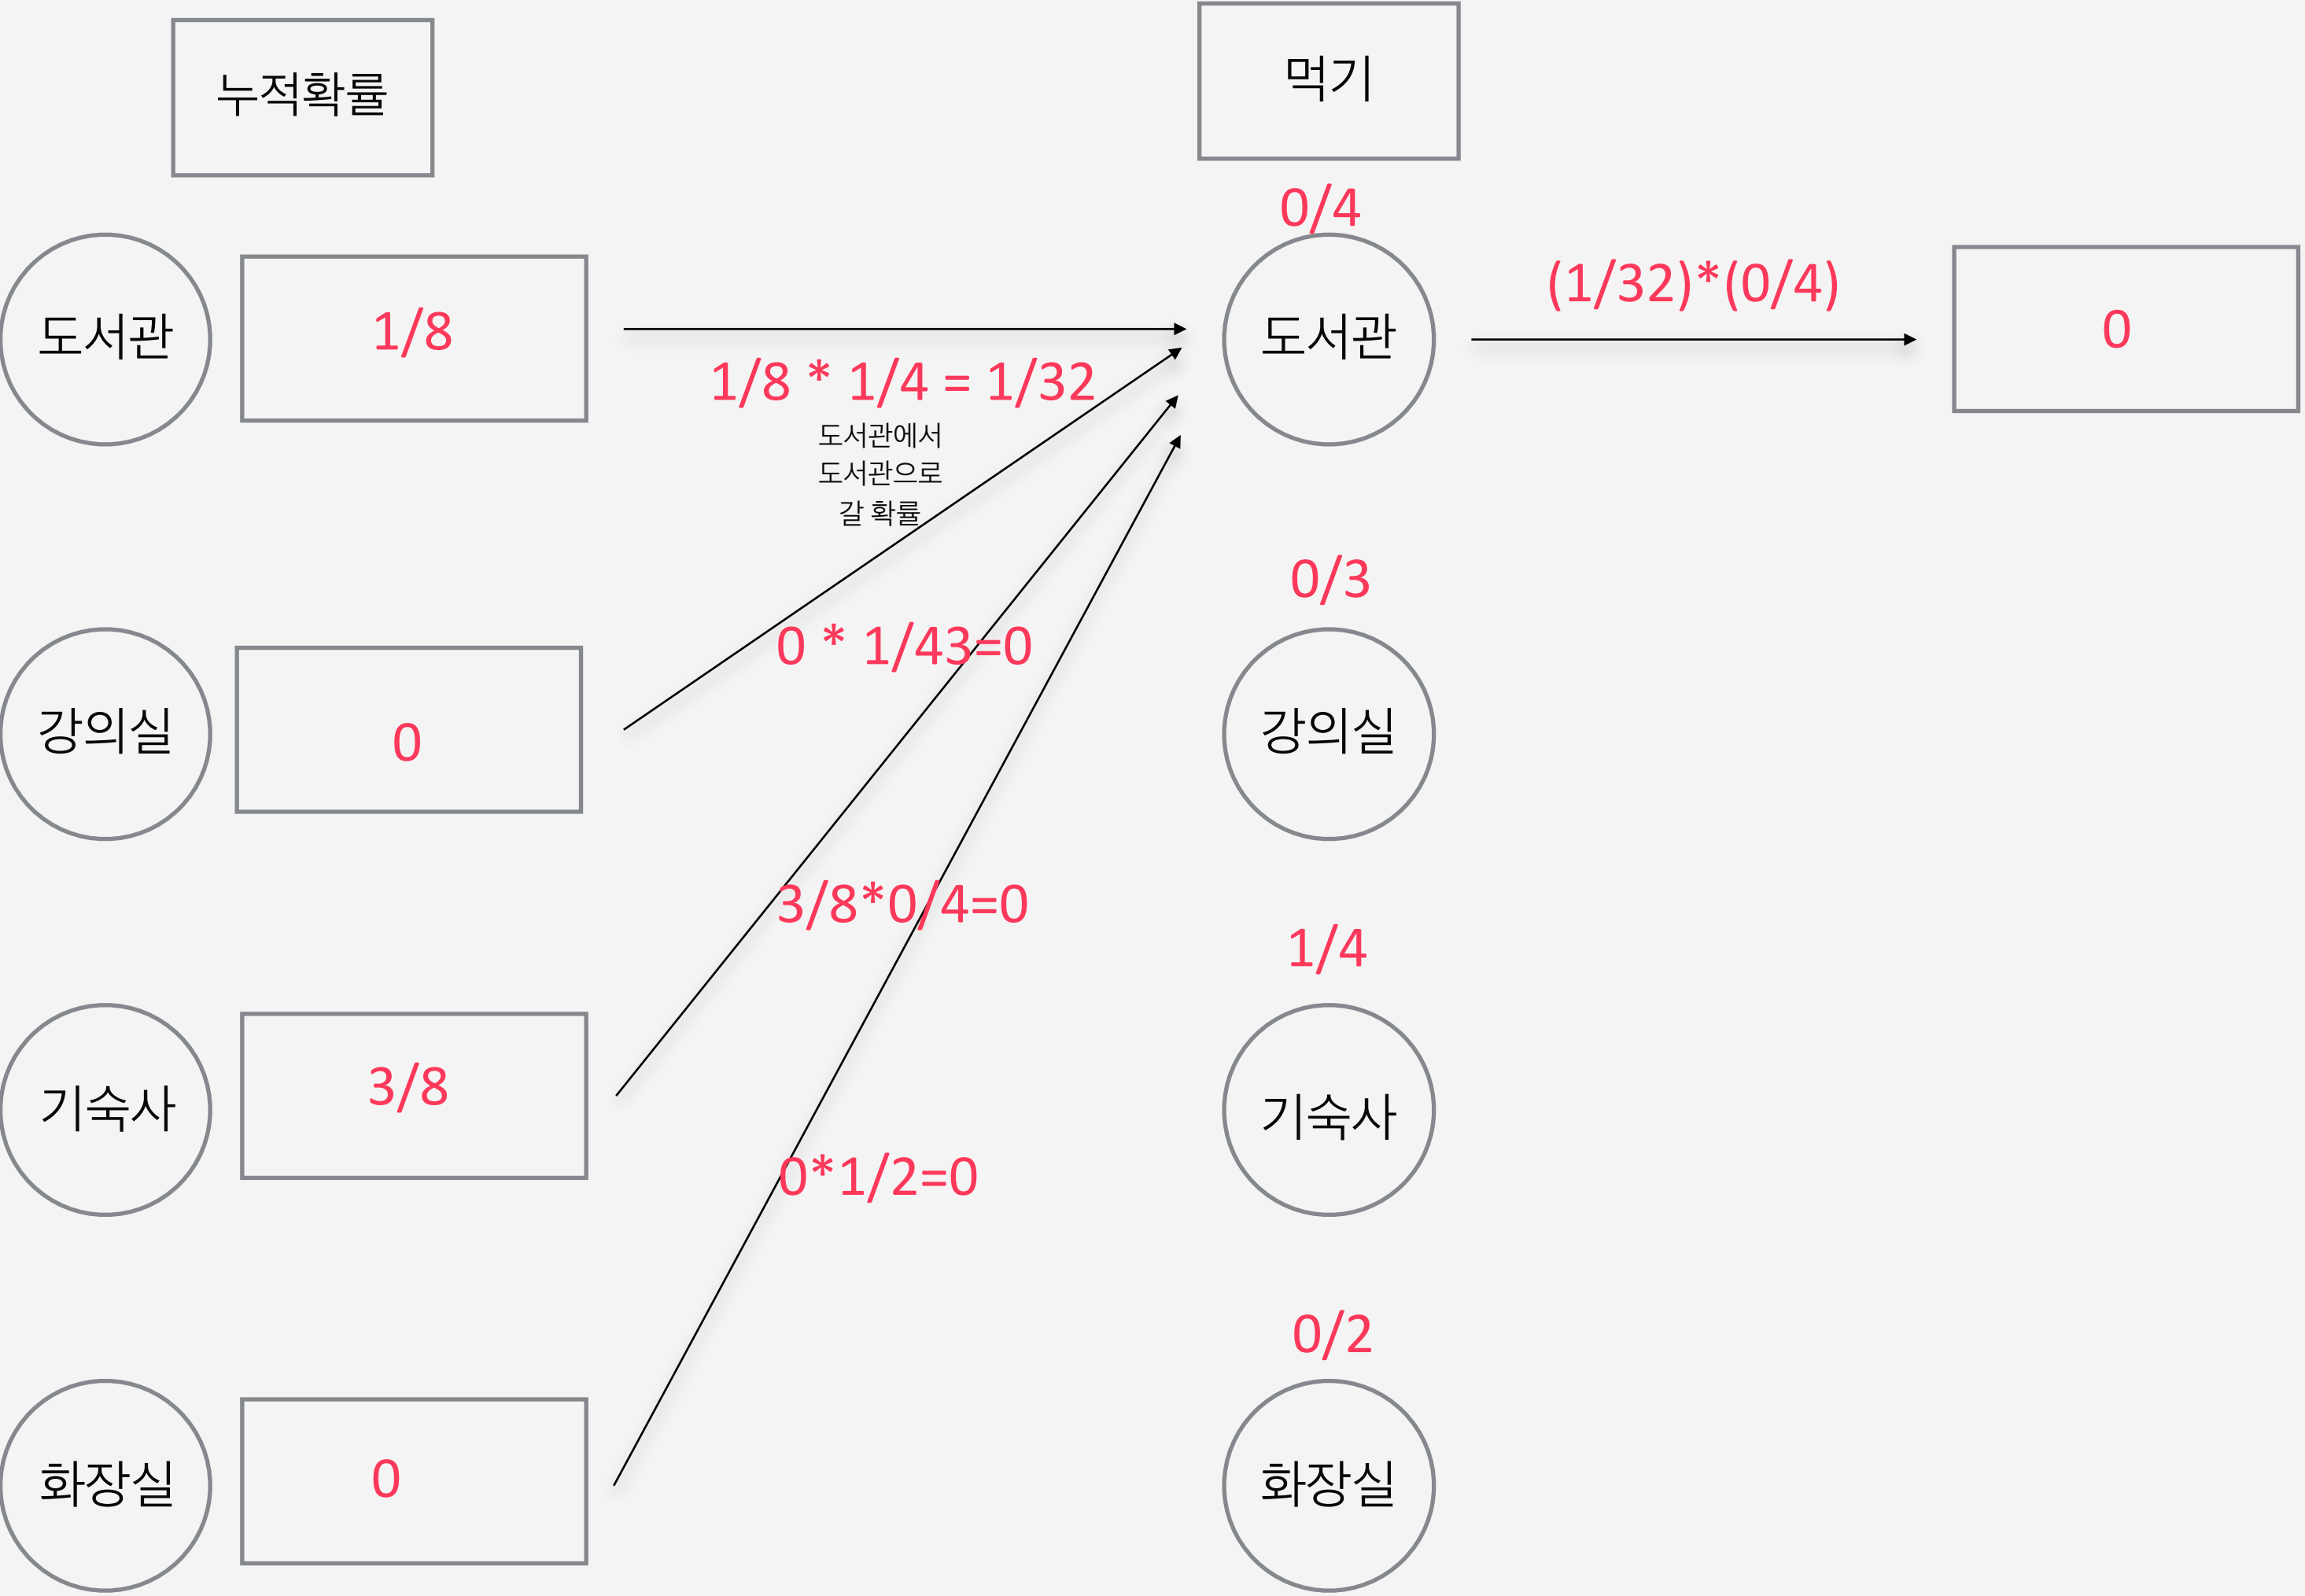 누적확률
먹기
0/4
도서관
1/8
1/8* 1/4 = 1/32
도서관에서
도서관으로
갈 확률
도서관
(1/32)*(0/4)
0
0/3
강의실
0
0 * 1/43=0
강의실
3/8*0/4=0
1/4
기숙사
3/8
기숙사
0*1/2=0
0/2
화장실
0
화장실